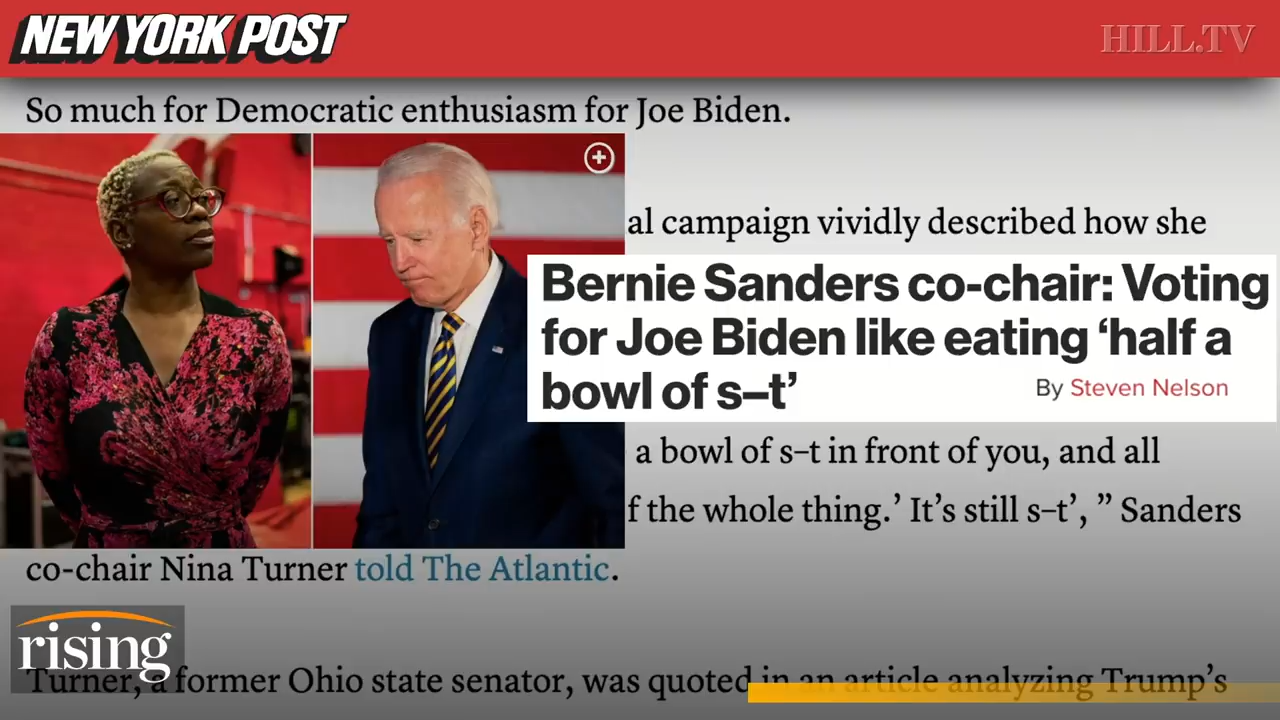 NEW YORK POST
HILL.TV
So much for Democratic enthusiasm for Joe Biden.
al campaign vividly described how she
Bernie Sanders co-chair: Voting
for Joe Biden like eating ‘half a
bowl of s–t’
By Steven Nelson
a bowl of s–t in front of you, and all
f the whole thing.’ It’s still s–t’, ” Sanders
co-chair Nina Turner told The Atlantic.
rising
Turner, a former Ohio state senator, was quoted in an article analyzing Trump’s